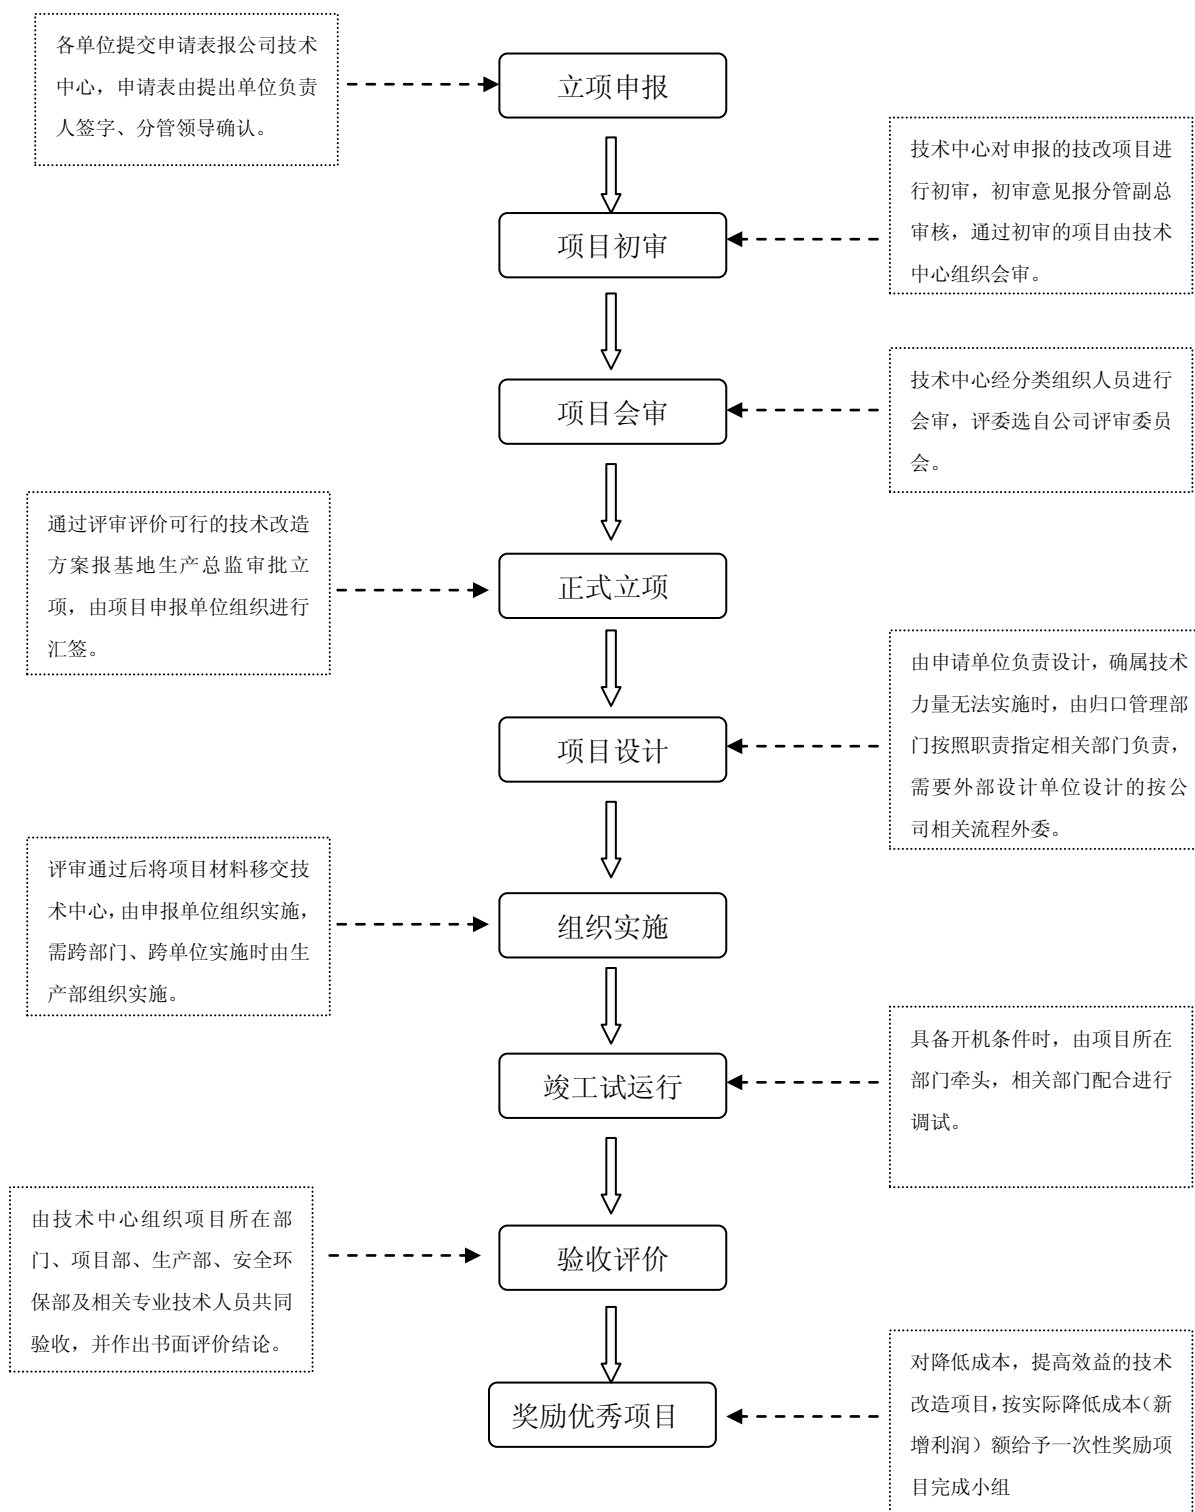 各单位提交申请表报公司技术
中心，申请表由提出单位负责
人签字、分管领导确认。
立项申报
技术中心对申报的技改项目进
行初审，初审意见报分管副总
审核，通过初审的项目由技术
中心组织会审。
项目初审
技术中心经分类组织人员进行
会审，评委选自公司评审委员
会。
项目会审
通过评审评价可行的技术改造
方案报基地生产总监审批立
项，由项目申报单位组织进行
汇签。
正式立项
由申请单位负责设计，确属技术
力量无法实施时，由归口管理部
门按照职责指定相关部门负责，
需要外部设计单位设计的按公
司相关流程外委。
项目设计
评审通过后将项目材料移交技
术中心，由申报单位组织实施，
需跨部门、跨单位实施时由生
产部组织实施。
组织实施
具备开机条件时，由项目所在
部门牵头，相关部门配合进行
调试。
竣工试运行
由技术中心组织项目所在部
门、项目部、生产部、安全环
保部及相关专业技术人员共同
验收，并作出书面评价结论。
验收评价
对降低成本，提高效益的技术
改造项目，按实际降低成本（新
增利润）额给予一次性奖励项
目完成小组
奖励优秀项目